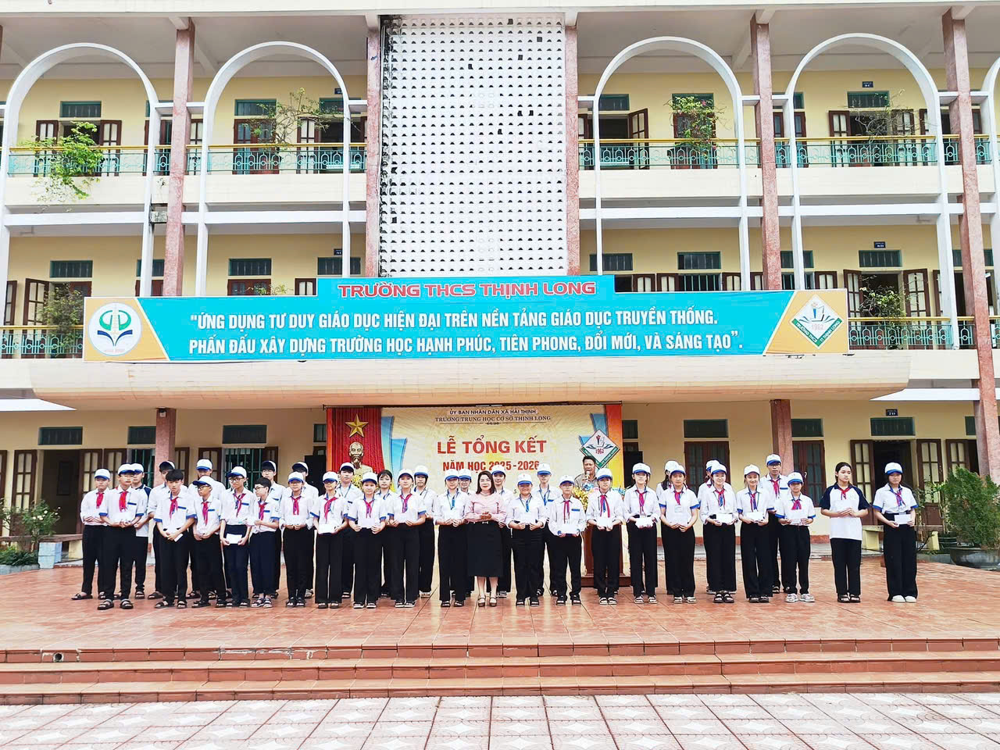 TRƯỜNG THCS THỊNH LONG
"ỨNG DỤNG TƯ DUY GIÁO DỤC HIỆN ĐẠI TRÊN NỀN TẢNG GIÁO DỤC TRUYỀN THỐNG.
PHẤN ĐẤU XÂY DỰNG TRƯỜNG HỌC HẠNH PHÚC, TIÊN PHONG, ĐỔI MỚI, VÀ SÁNG TẠO".
1962
ỦY BAN NHÂN DÂN XÃ HẢI THỊNH
TRƯỜNG TRUNG HỌC CƠ SỞ THỊNH LONG
LỄ TỔNG KẾT
NĂM HỌC 2025 - 2026
1962